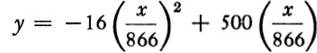 y = −16(x/866)² + 500(x/866)